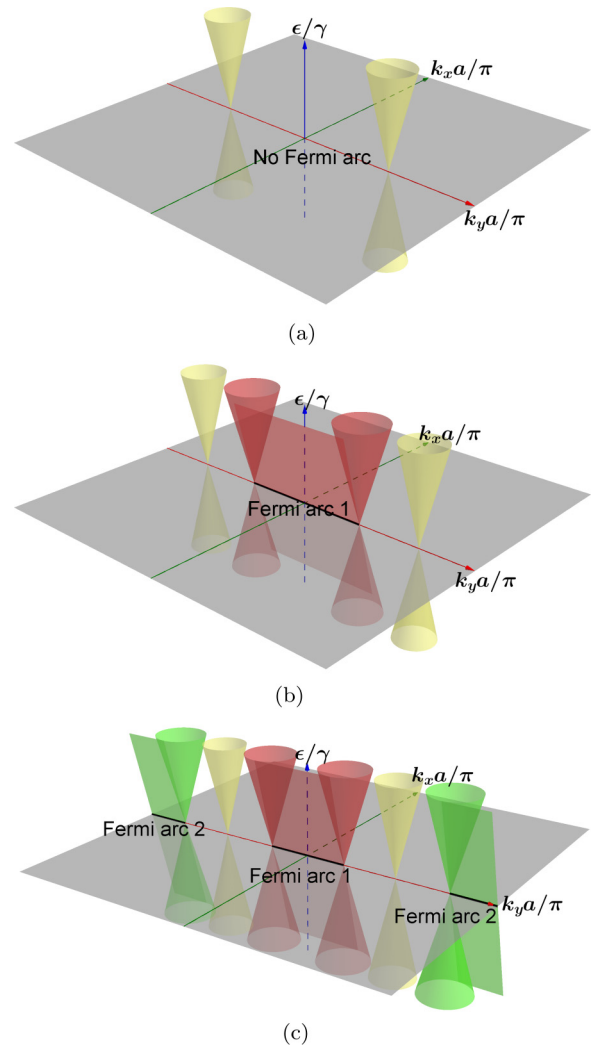 ϵ/γ
k_x a/π
No Fermi arc
k_y a/π
(a)
ϵ/γ
k_x a/π
Fermi arc 1
k_y a/π
(b)
ϵ/γ
k_x a/π
Fermi arc 2
Fermi arc 1
Fermi arc 2
k_y a/π
(c)